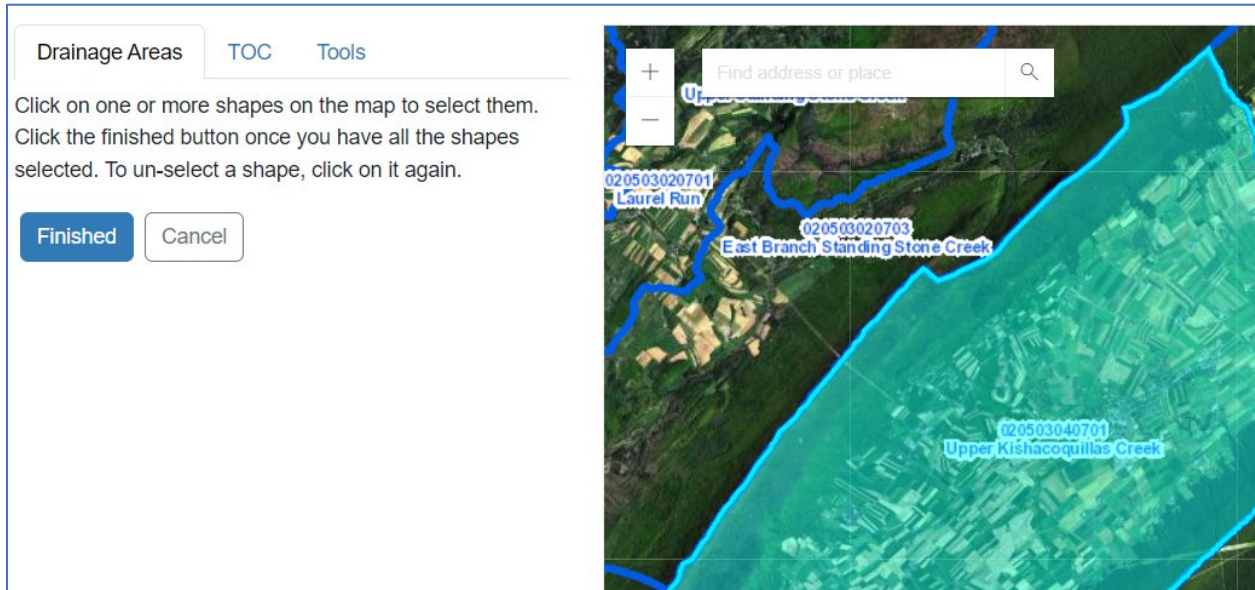 Drainage Areas TOC Tools
Click on one or more shapes on the map to select them.
Click the finished button once you have all the shapes
selected. To un-select a shape, click on it again.
Finished Cancel
+
Find address or place
−
Upper Standing Stone Creek
020503020701
Laurel Run
020503020703
East Branch Standing Stone Creek
020503040701
Upper Kishacoquillas Creek